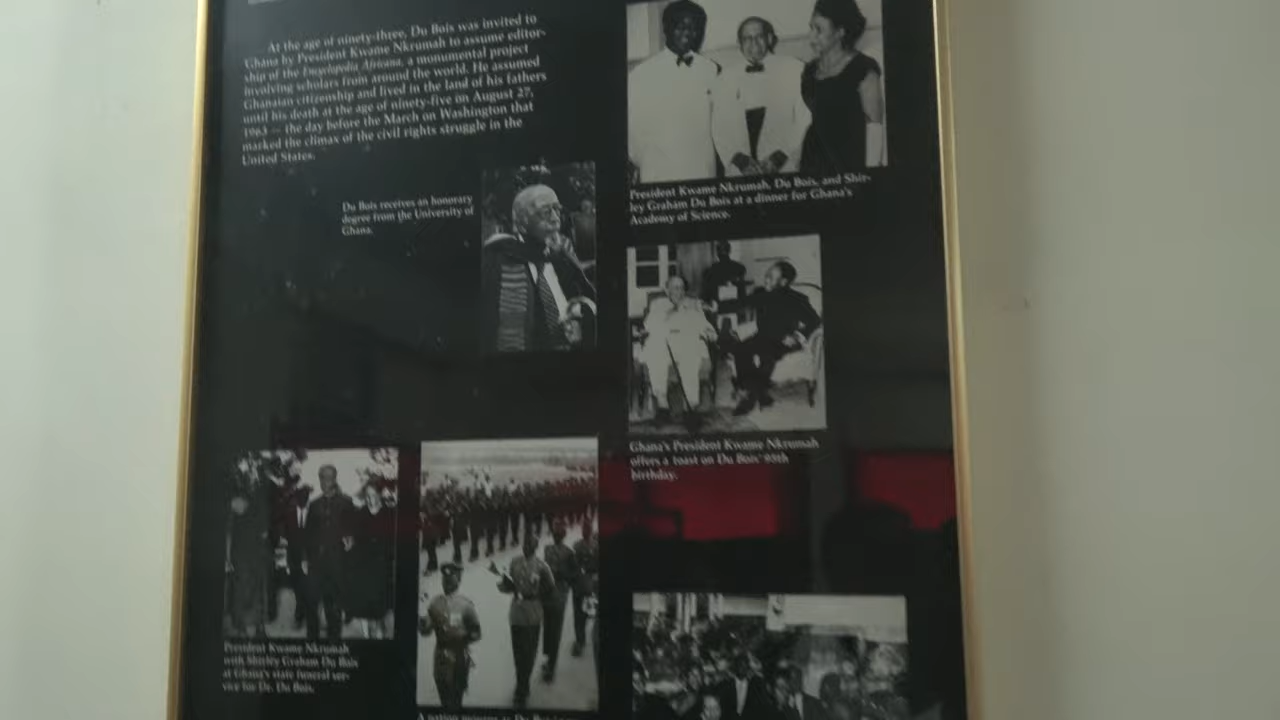 At the age of ninety-three, Du Bois was invited to
Ghana by President Kwame Nkrumah to assume editor-
ship of the Encyclopedia Africana, a monumental project
involving scholars from around the world. He assumed
Ghanaian citizenship and lived in the land of his fathers
until his death at the age of ninety-five on August 27,
1963 — the day before the March on Washington that
marked the climax of the civil rights struggle in the
United States.
Du Bois receives an honorary
degree from the University of
Ghana.
President Kwame Nkrumah, Du Bois, and Shir-
ley Graham Du Bois at a dinner for Ghana's
Academy of Science.
Ghana's President Kwame Nkrumah
offers a toast on Du Bois' 95th
birthday.
President Kwame Nkrumah
with Shirley Graham Du Bois
at Ghana's state funeral ser-
vice for Dr. Du Bois.
A nation mourns as Du Bois